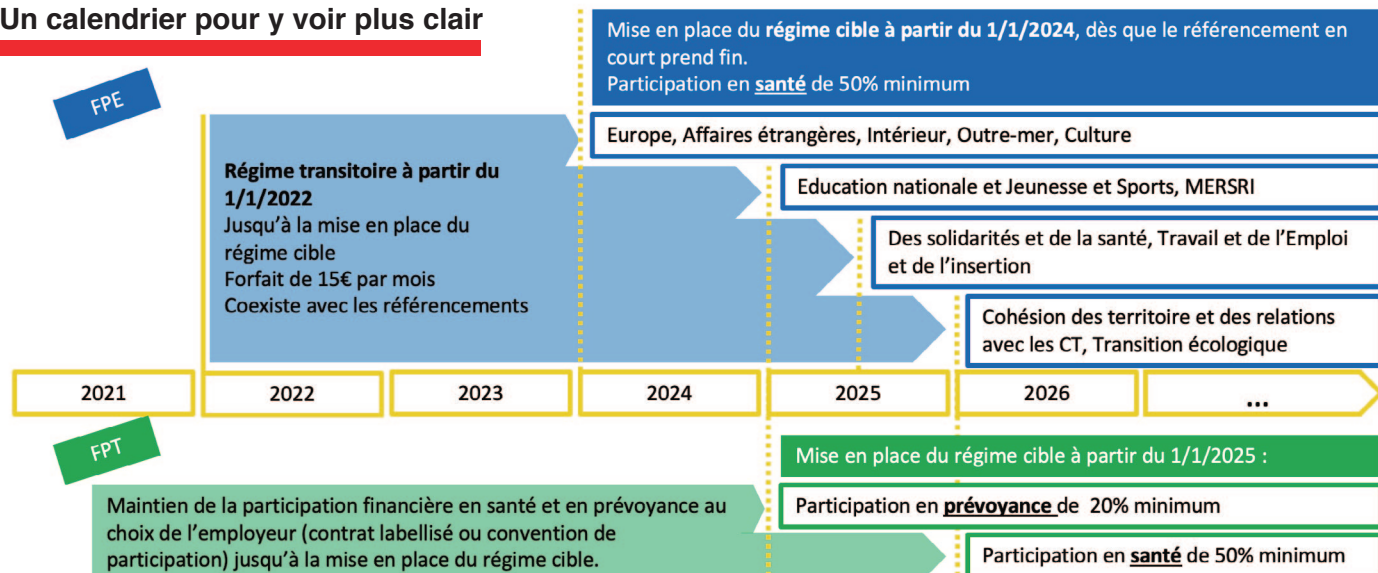 Un calendrier pour y voir plus clair
Mise en place du régime cible à partir du 1/1/2024, dès que le référencement en
court prend fin.
Participation en santé de 50% minimum
FPE
Europe, Affaires étrangères, Intérieur, Outre-mer, Culture
Régime transitoire à partir du
1/1/2022
Jusqu'à la mise en place du
régime cible
Forfait de 15€ par mois
Coexiste avec les référencements
Education nationale et Jeunesse et Sports, MERSRI
Des solidarités et de la santé, Travail et de l'Emploi
et de l'insertion
Cohésion des territoire et des relations
avec les CT, Transition écologique
2021 2022 2023 2024 2025 2026 ...
FPT
Mise en place du régime cible à partir du 1/1/2025 :
Maintien de la participation financière en santé et en prévoyance au
choix de l'employeur (contrat labellisé ou convention de
participation) jusqu'à la mise en place du régime cible.
Participation en prévoyance de 20% minimum
Participation en santé de 50% minimum